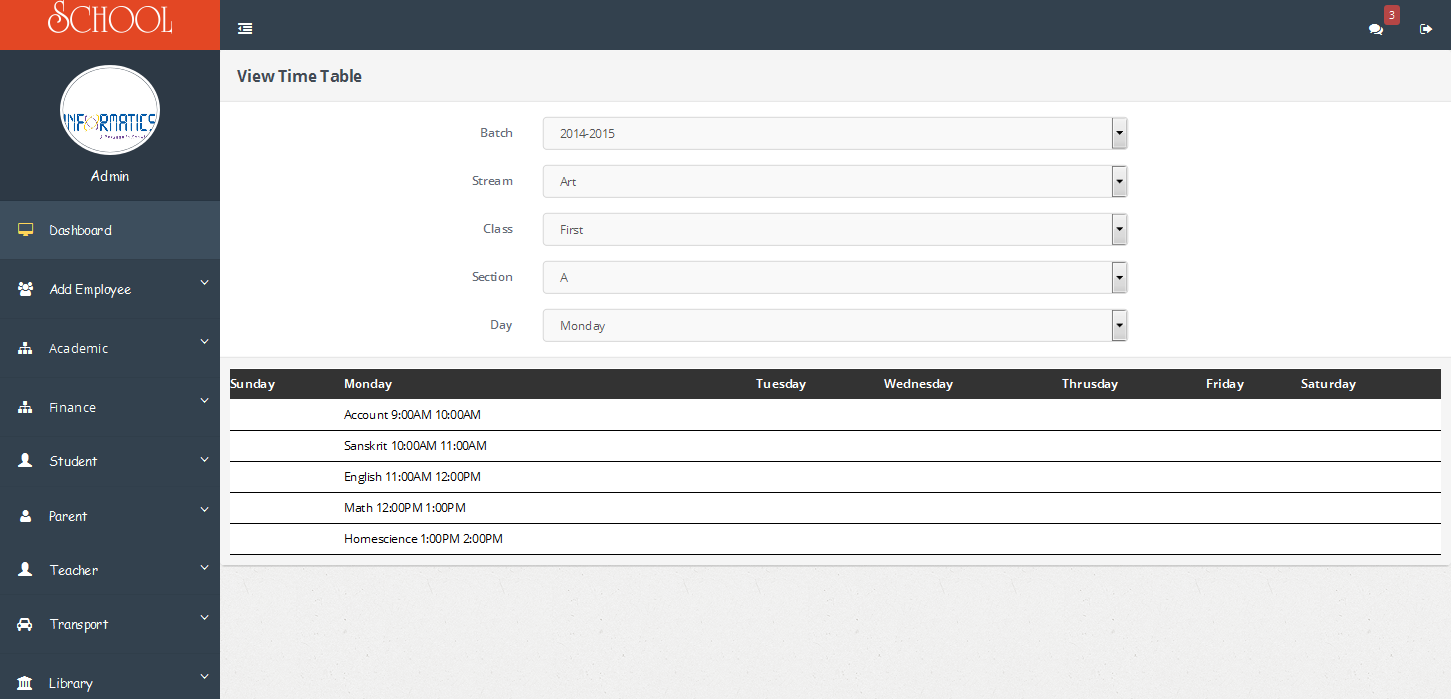 SCHOOL
3
INFORMATICS
Admin
Dashboard
Add Employee
Academic
Finance
Student
Parent
Teacher
Transport
Library
View Time Table
Batch 2014-2015
Stream Art
Class First
Section A
Day Monday
Sunday Monday Tuesday Wednesday Thrusday Friday Saturday
Account 9:00AM 10:00AM
Sanskrit 10:00AM 11:00AM
English 11:00AM 12:00PM
Math 12:00PM 1:00PM
Homescience 1:00PM 2:00PM